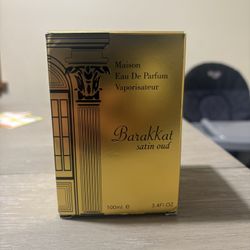 Maison
Eau De Parfum
Vaporisateur
Barakkat
satin oud
100ml ℮ 3.4Fl.OZ